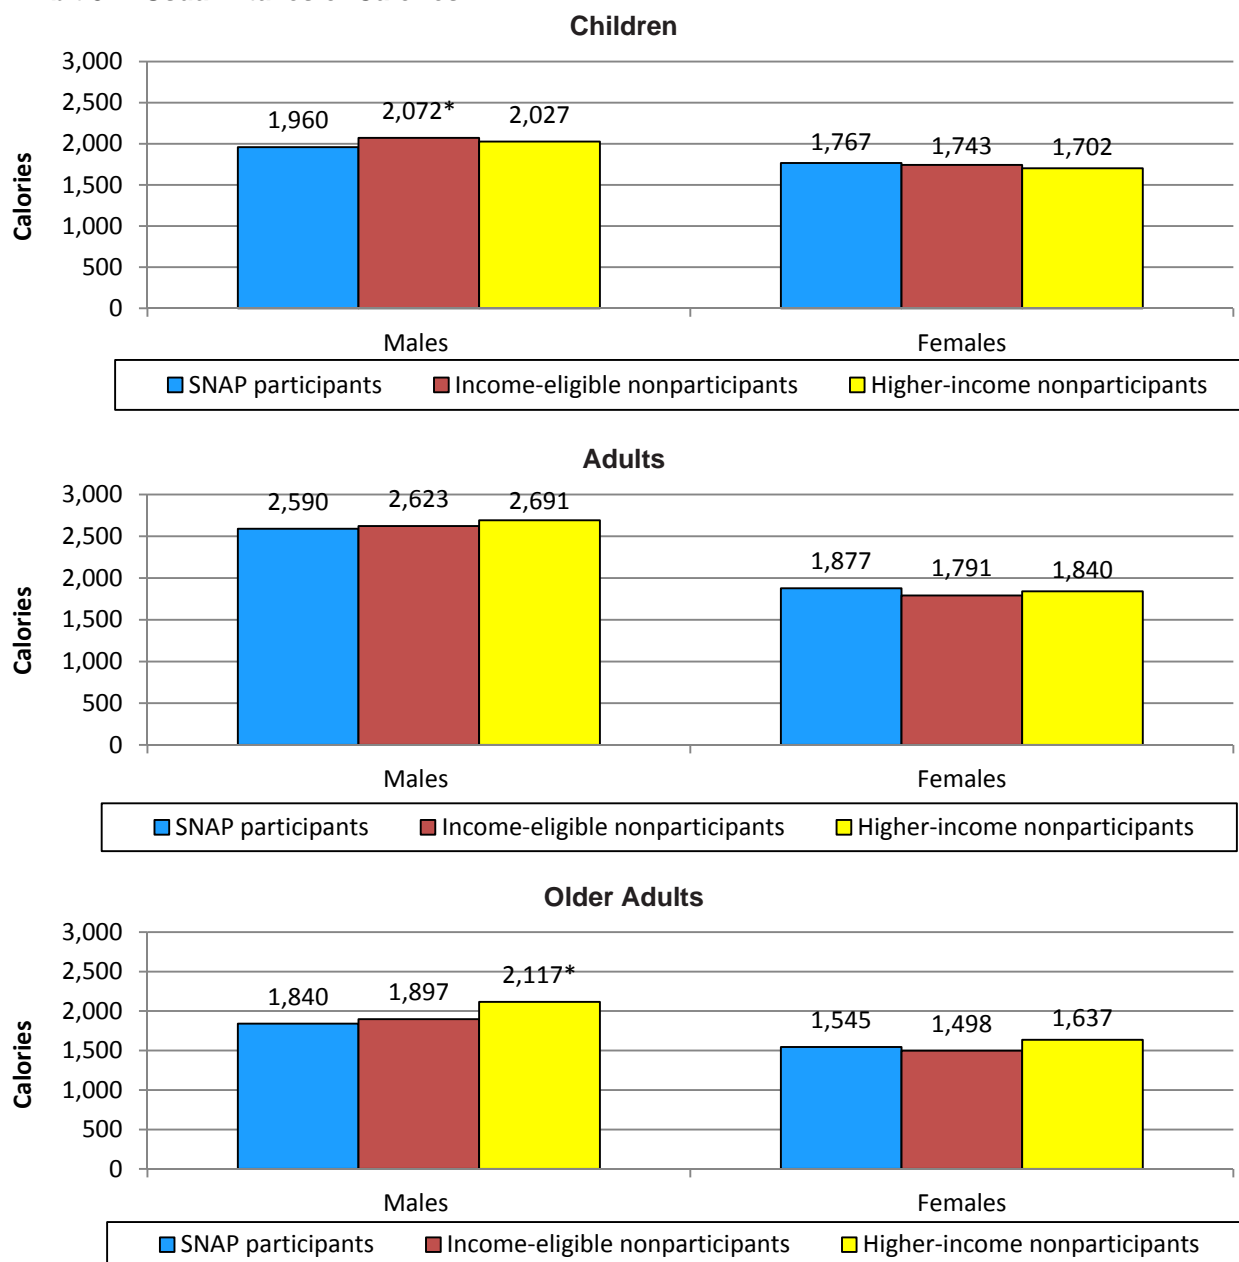 Children
3,000
2,500
2,000
1,500
1,000
500
0
Calories
1,960 2,072* 2,027 1,767 1,743 1,702
Males Females
SNAP participants Income-eligible nonparticipants Higher-income nonparticipants
Adults
3,000
2,500
2,000
1,500
1,000
500
0
Calories
2,590 2,623 2,691 1,877 1,791 1,840
Males Females
SNAP participants Income-eligible nonparticipants Higher-income nonparticipants
Older Adults
3,000
2,500
2,000
1,500
1,000
500
0
Calories
1,840 1,897 2,117* 1,545 1,498 1,637
Males Females
SNAP participants Income-eligible nonparticipants Higher-income nonparticipants